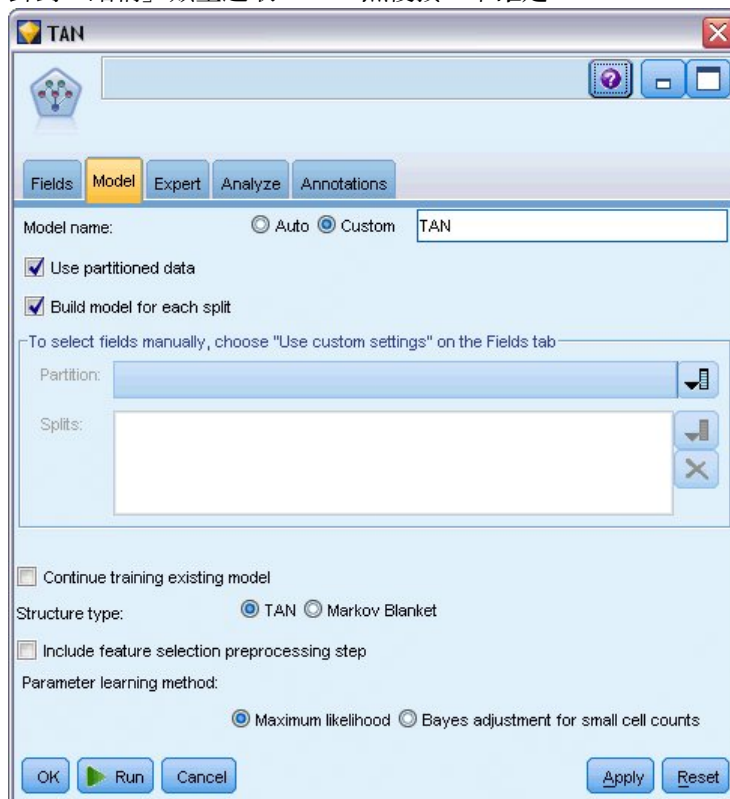 TAN
Fields Model Expert Analyze Annotations
Model name: Auto Custom TAN
Use partitioned data
Build model for each split
To select fields manually, choose "Use custom settings" on the Fields tab
Partition:
Splits:
Continue training existing model
Structure type: TAN Markov Blanket
Include feature selection preprocessing step
Parameter learning method:
Maximum likelihood Bayes adjustment for small cell counts
OK Run Cancel Apply Reset